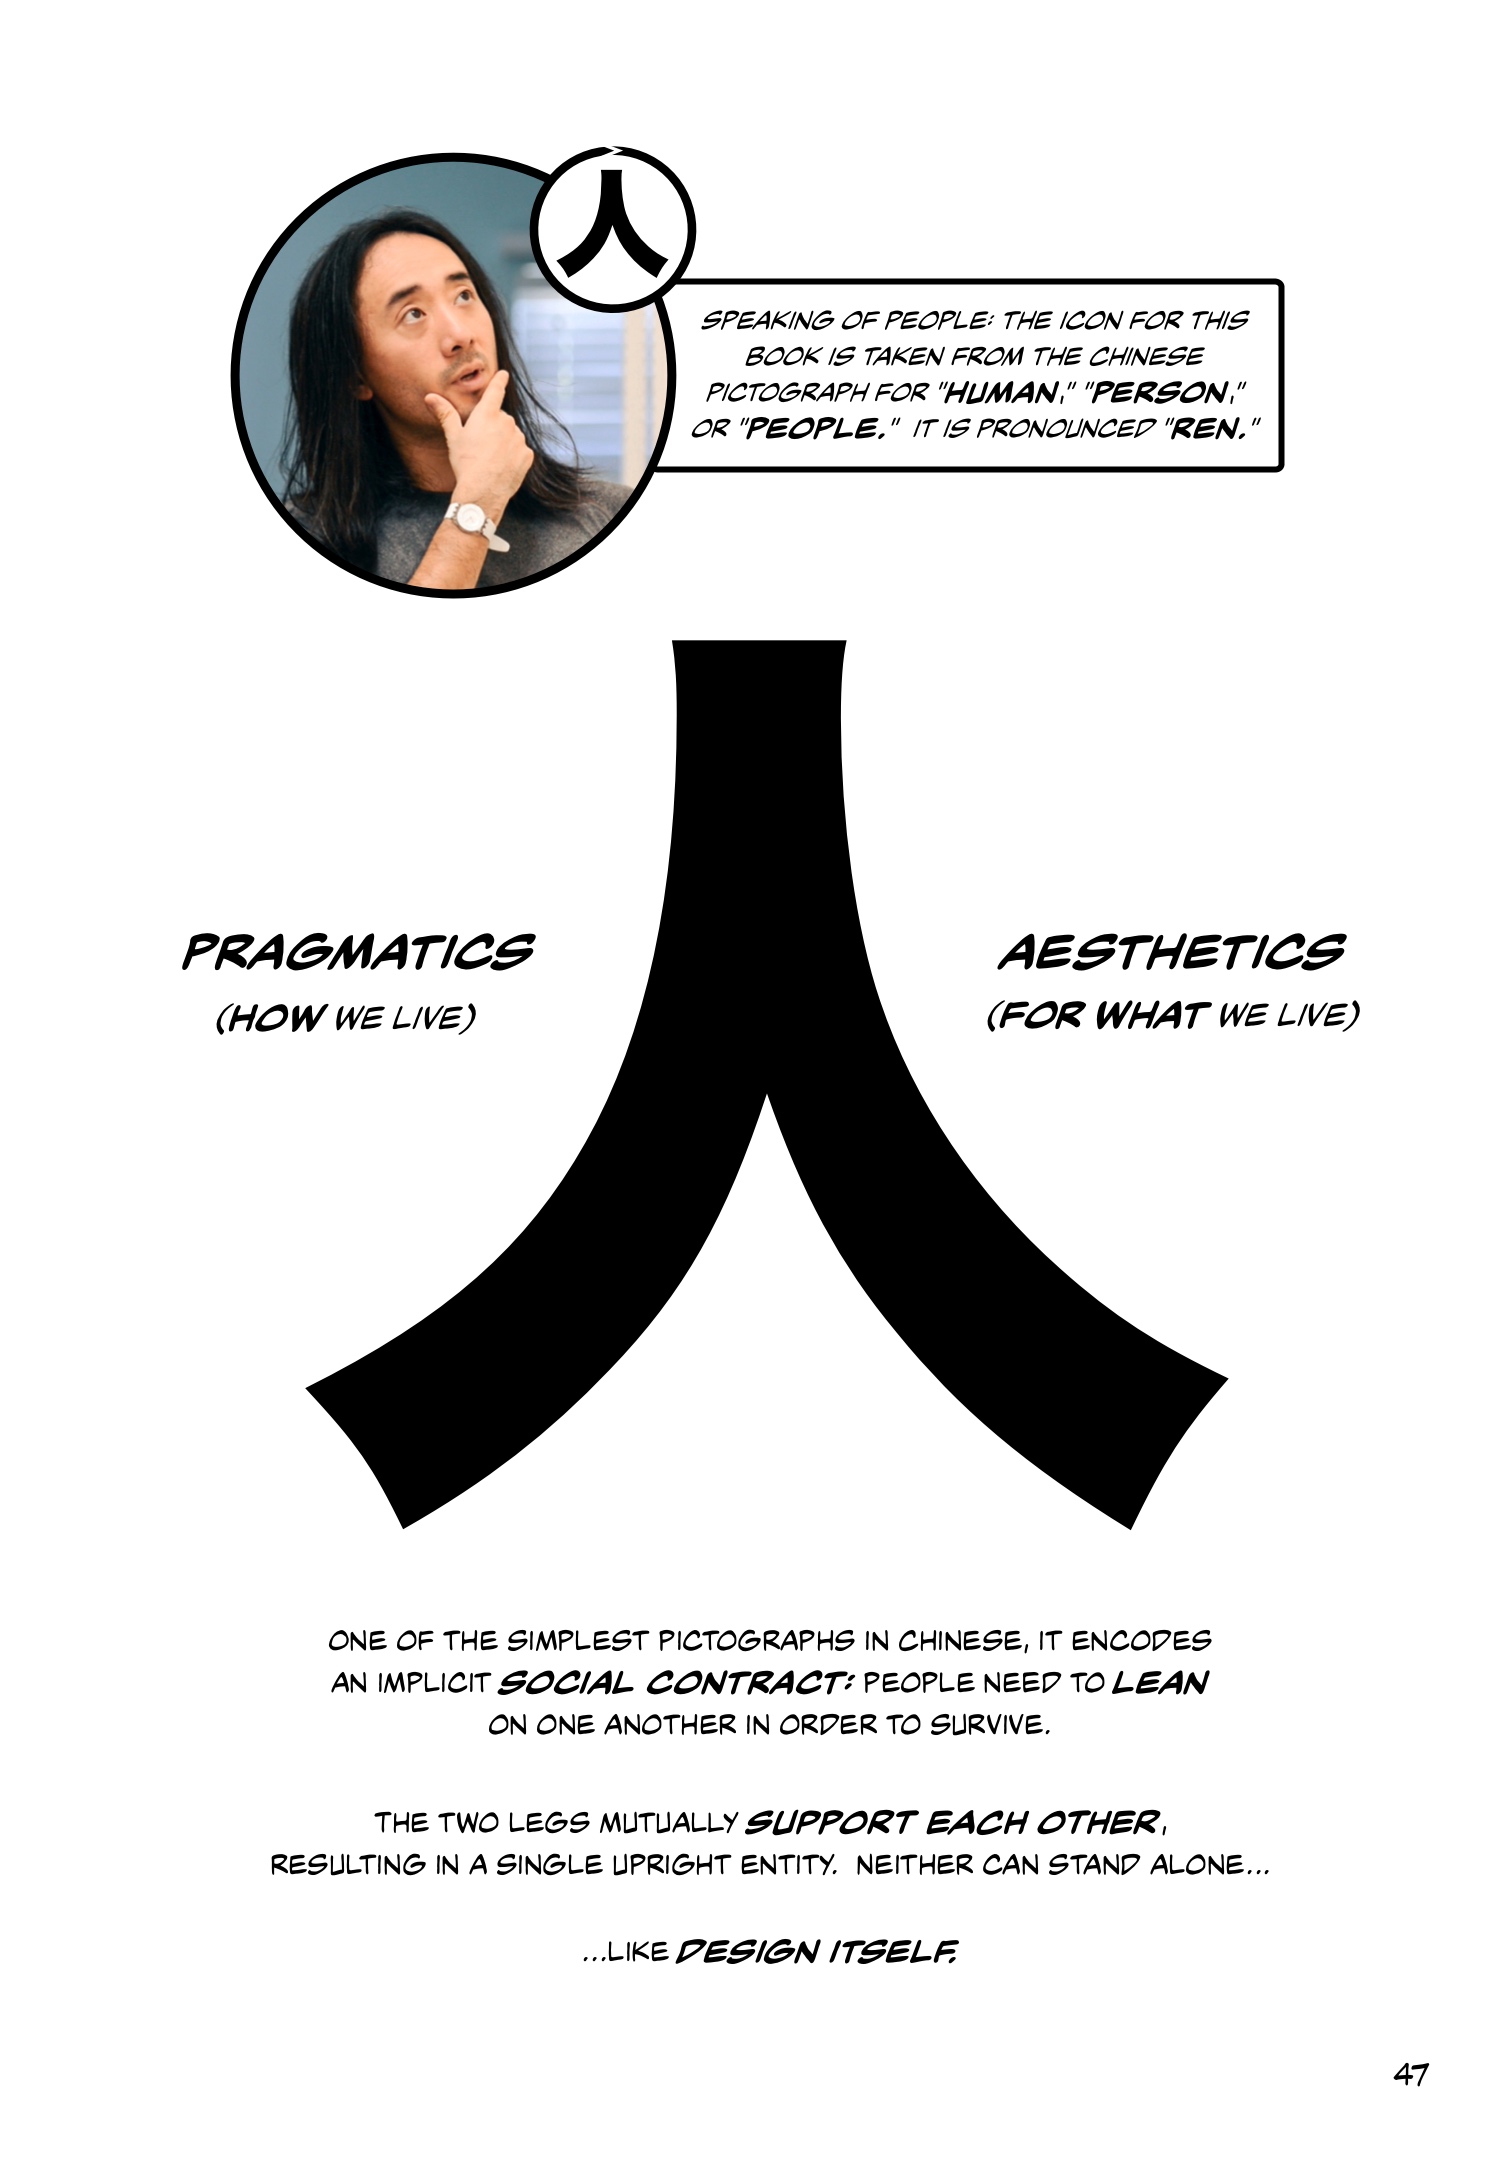 人
SPEAKING OF PEOPLE: THE ICON FOR THIS
BOOK IS TAKEN FROM THE CHINESE
PICTOGRAPH FOR "HUMAN," "PERSON,"
OR "PEOPLE." IT IS PRONOUNCED "REN."
人
PRAGMATICS
(HOW WE LIVE)
AESTHETICS
(FOR WHAT WE LIVE)
ONE OF THE SIMPLEST PICTOGRAPHS IN CHINESE, IT ENCODES
AN IMPLICIT SOCIAL CONTRACT: PEOPLE NEED TO LEAN
ON ONE ANOTHER IN ORDER TO SURVIVE.
THE TWO LEGS MUTUALLY SUPPORT EACH OTHER,
RESULTING IN A SINGLE UPRIGHT ENTITY. NEITHER CAN STAND ALONE...
...LIKE DESIGN ITSELF.
47